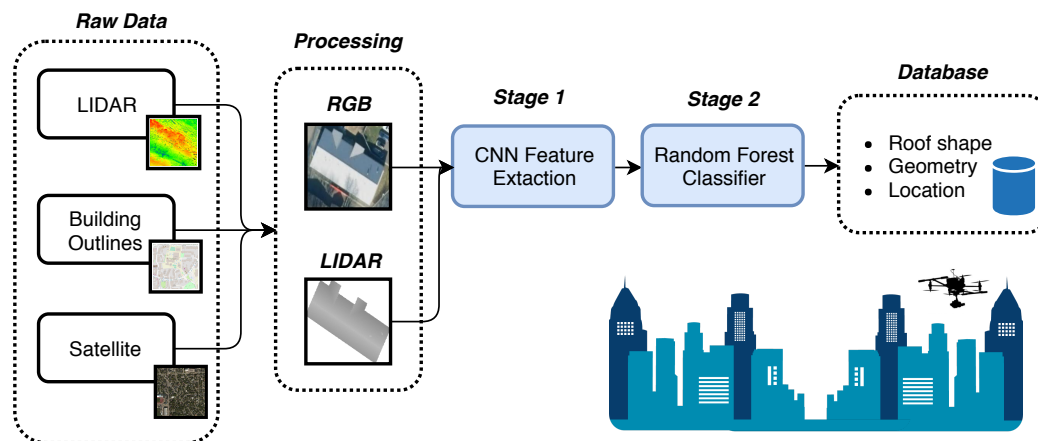 Raw Data
LIDAR
Building
Outlines
Satellite
Processing
RGB
LIDAR
Stage 1
CNN Feature
Extaction
Stage 2
Random Forest
Classifier
Database
• Roof shape
• Geometry
• Location